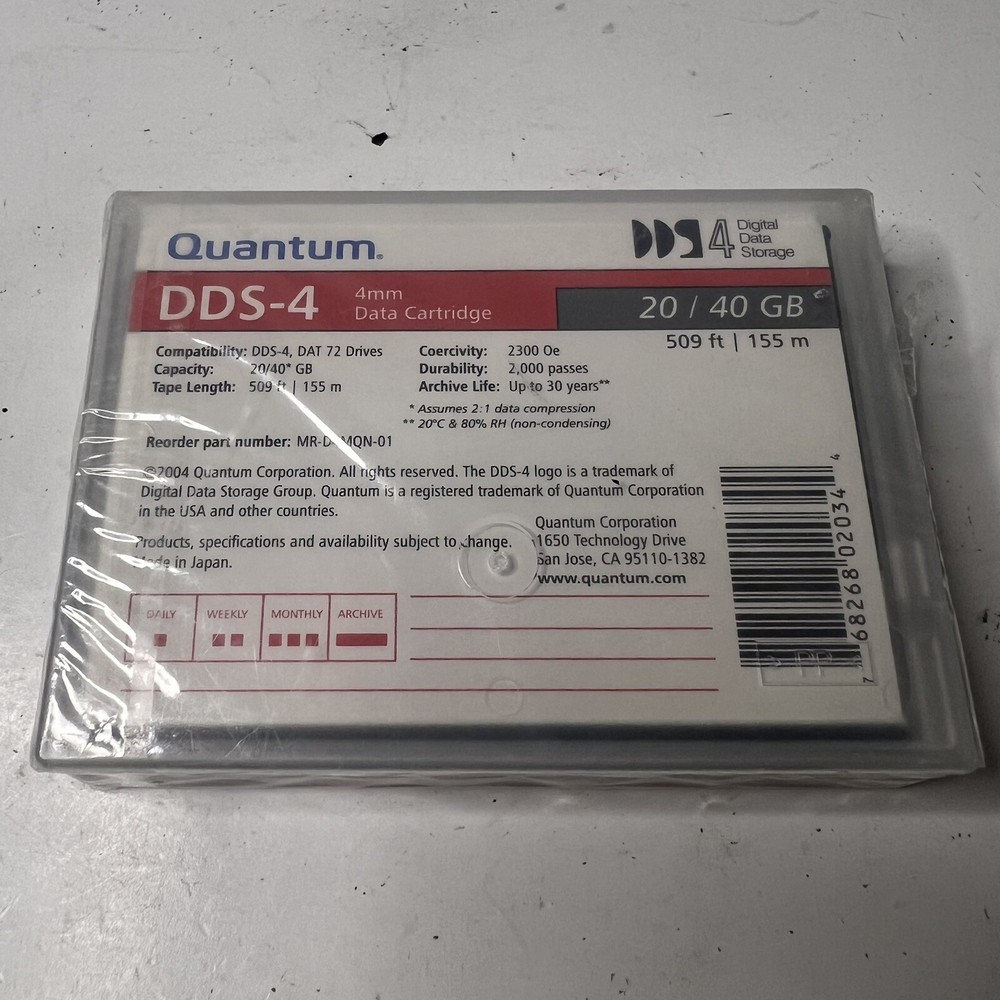 Quantum®
DDS 4 Digital Data Storage
DDS-4
4mm
Data Cartridge
20 / 40 GB
509 ft | 155 m
Compatibility: DDS-4, DAT 72 Drives
Capacity: 20/40* GB
Tape Length: 509 ft | 155 m
Coercivity: 2300 Oe
Durability: 2,000 passes
Archive Life: Up to 30 years**
* Assumes 2:1 data compression
** 20°C & 80% RH (non-condensing)
Reorder part number: MR-D4MQN-01
©2004 Quantum Corporation. All rights reserved. The DDS-4 logo is a trademark of
Digital Data Storage Group. Quantum is a registered trademark of Quantum Corporation
in the USA and other countries.
Products, specifications and availability subject to change.
Made in Japan.
Quantum Corporation
1650 Technology Drive
San Jose, CA 95110-1382
www.quantum.com
DAILY WEEKLY MONTHLY ARCHIVE
7 68268 02034 4
> PP <